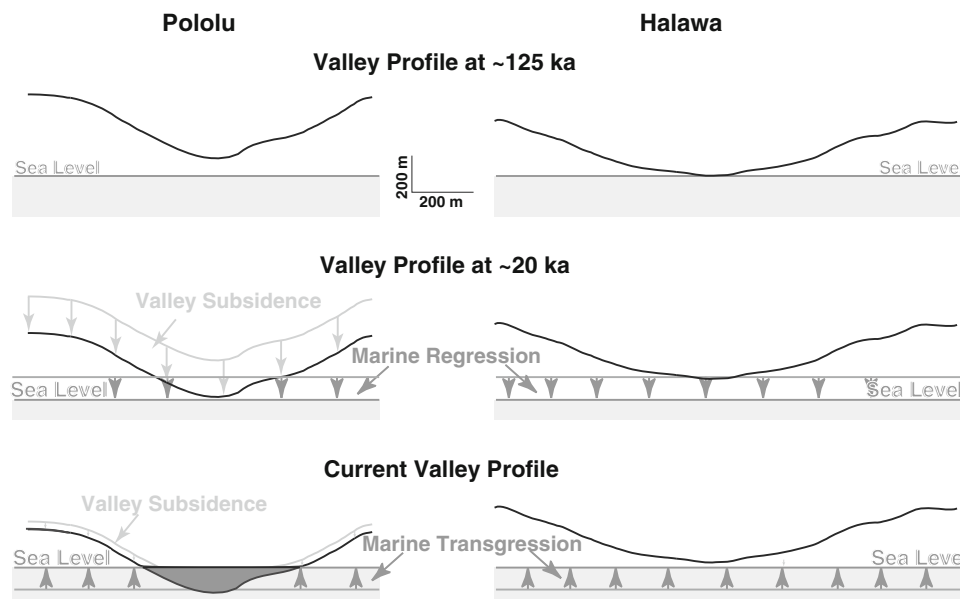 Pololu
Halawa
Valley Profile at ~125 ka
Sea Level
200 m
200 m
Sea Level
Valley Profile at ~20 ka
Valley Subsidence
Marine Regression
Sea Level
Sea Level
Current Valley Profile
Valley Subsidence
Marine Transgression
Sea Level
Sea Level